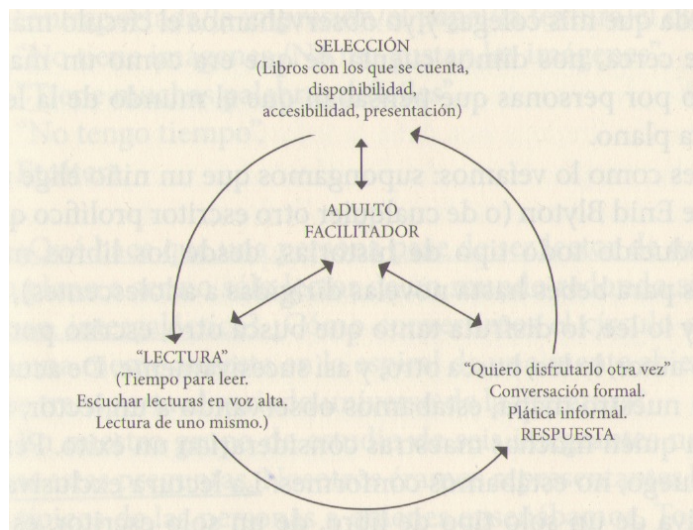 SELECCIÓN
(Libros con los que se cuenta,
disponibilidad,
accesibilidad, presentación)
ADULTO
FACILITADOR
"LECTURA"
(Tiempo para leer.
Escuchar lecturas en voz alta.
Lectura de uno mismo.)
"Quiero disfrutarlo otra vez"
Conversación formal.
Plática informal.
RESPUESTA